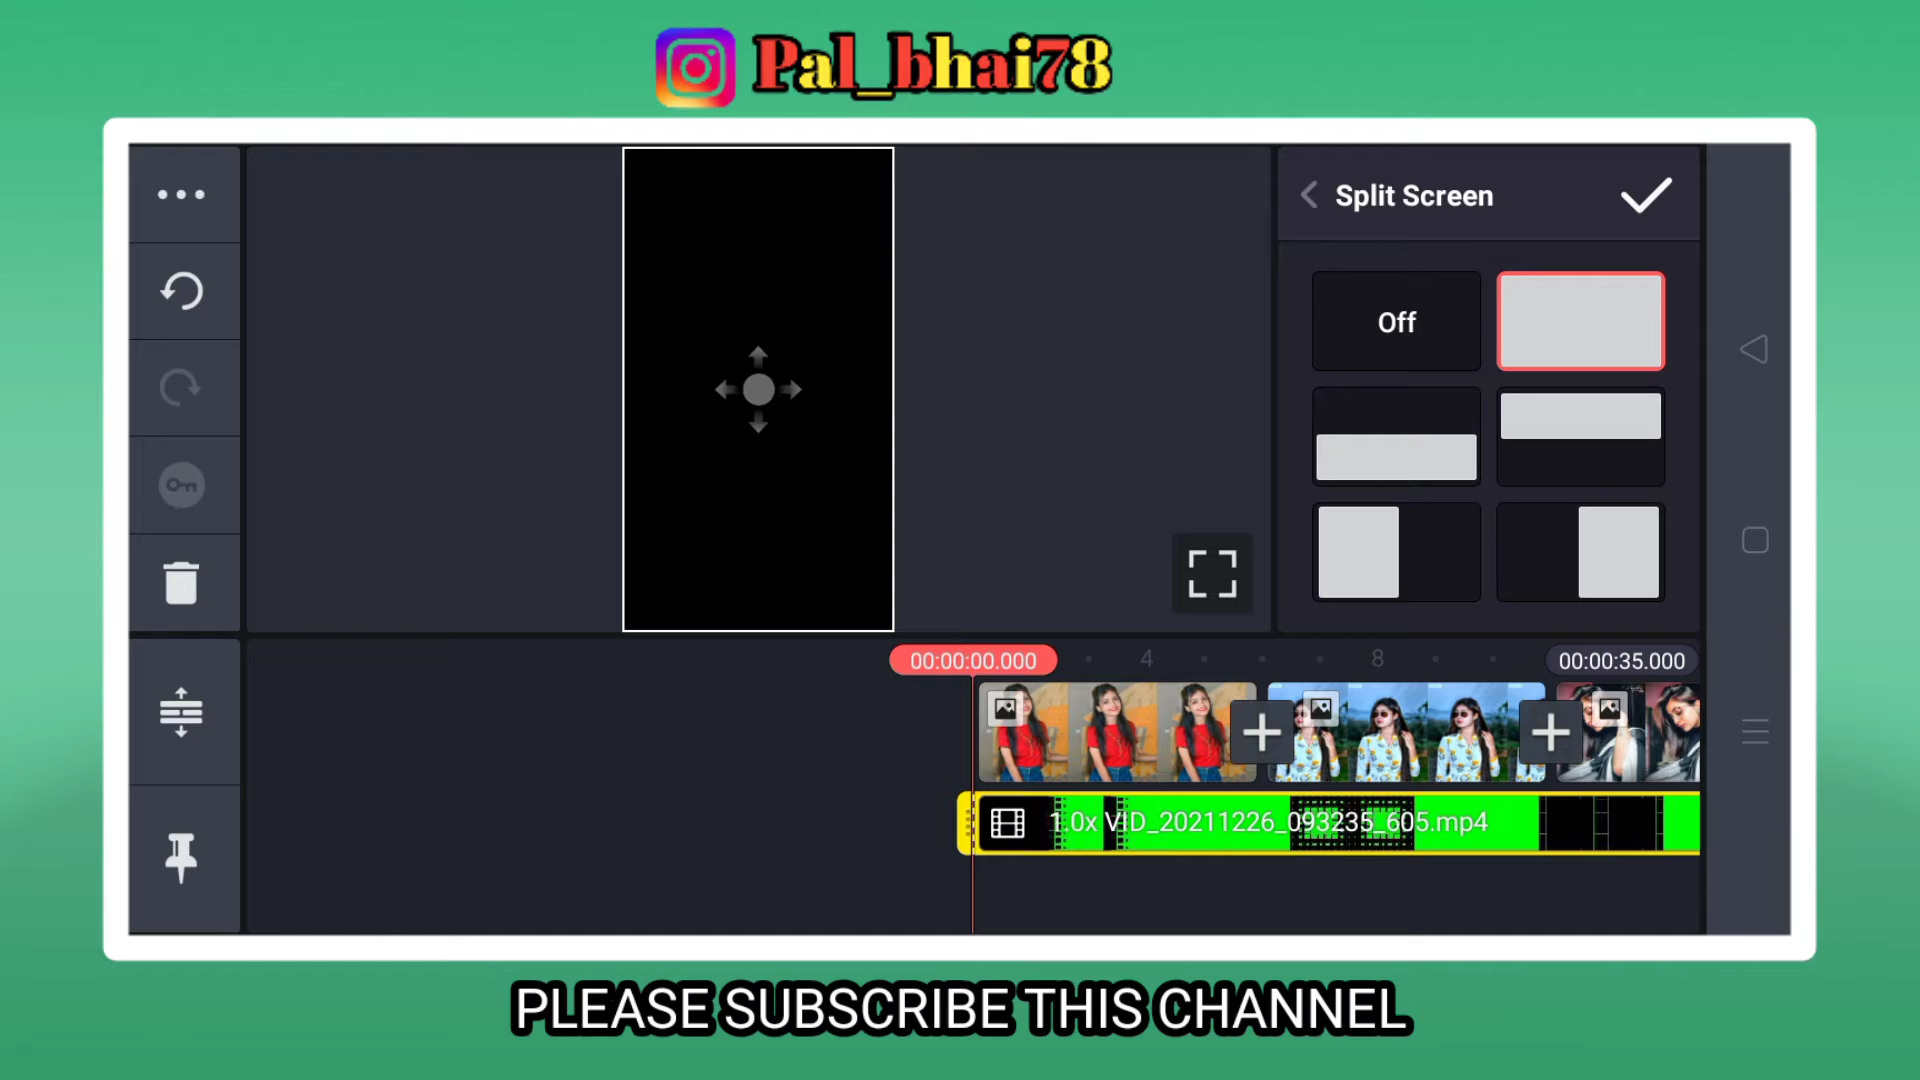 Pal_bhai78
Split Screen
Off
00:00:00.000
4
8
00:00:35.000
1.0x VID_20211226_093235_605.mp4
PLEASE SUBSCRIBE THIS CHANNEL